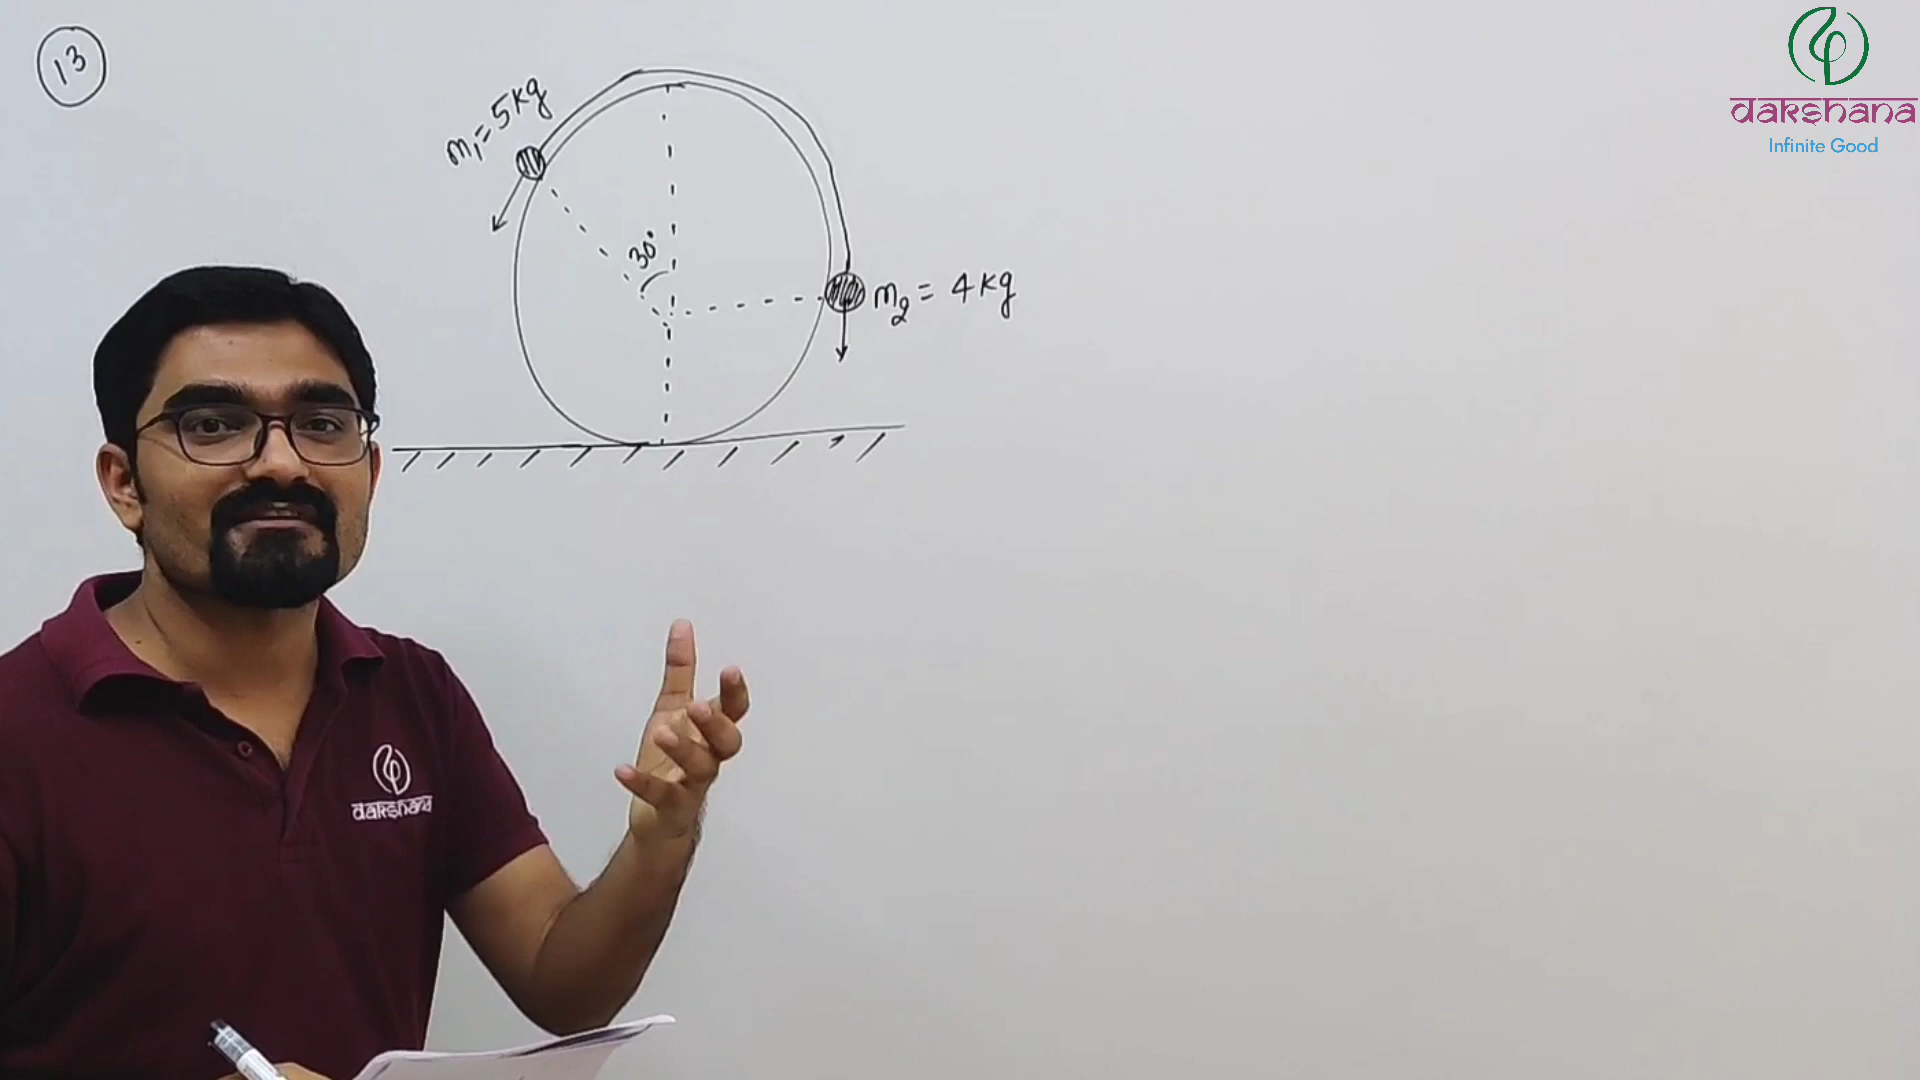 13
m₁ = 5kg
30°
m₂ = 4kg
dakshana
Infinite Good
dakshana